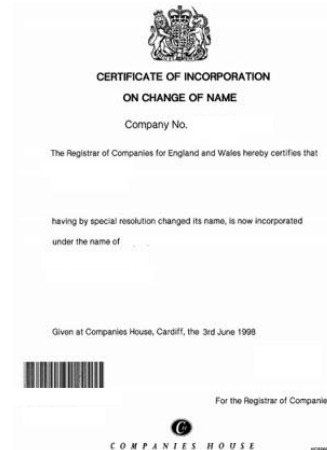 CERTIFICATE OF INCORPORATION
ON CHANGE OF NAME
Company No.
The Registrar of Companies for England and Wales hereby certifies that
having by special resolution changed its name, is now incorporated
under the name of
Given at Companies House, Cardiff, the 3rd June 1998
For the Registrar of Companie
COMPANIES HOUSE